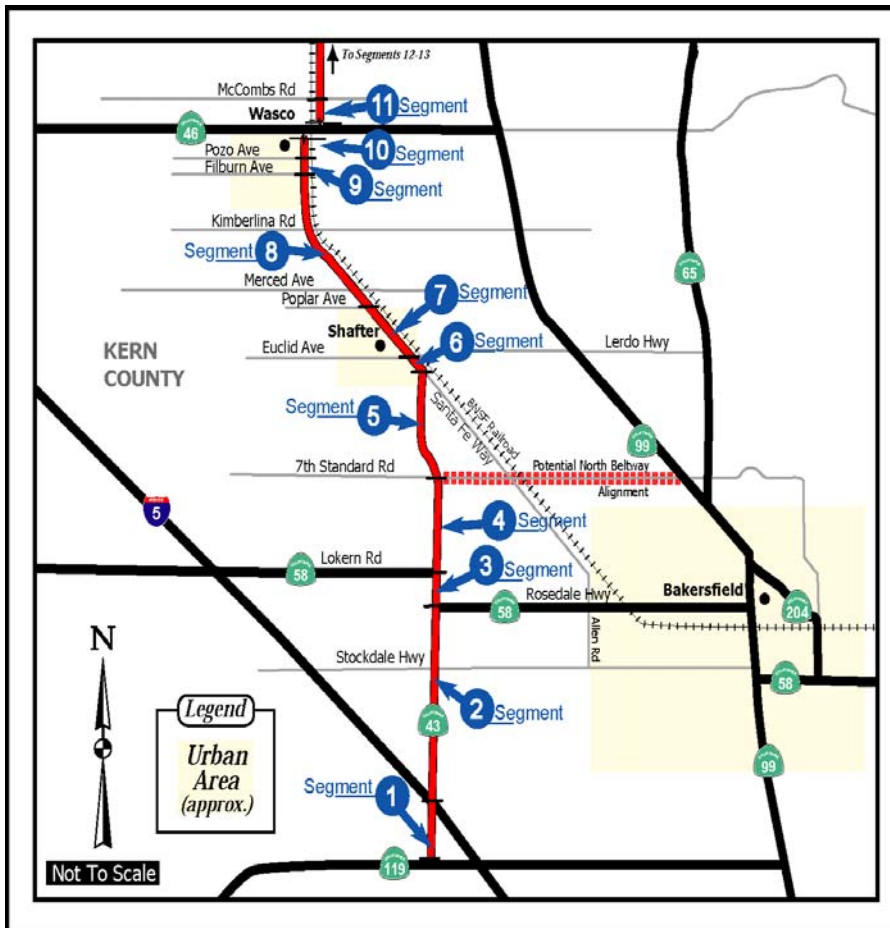 To Segments 12-13
McCombs Rd
11 Segment
Wasco
46
10 Segment
Pozo Ave
Filburn Ave
9 Segment
Kimberlina Rd
Segment 8
65
Merced Ave
7 Segment
Poplar Ave
Shafter
6 Segment
Lerdo Hwy
Euclid Ave
KERN
COUNTY
Segment 5
BNSF Railroad
Santa Fe Way
99
7th Standard Rd
Potential North Beltway
Alignment
5
4 Segment
Lokern Rd
58
3 Segment
Rosedale Hwy
58
Bakersfield
204
Allen Rd
N
Stockdale Hwy
58
2 Segment
43
Legend
Urban
Area
(approx.)
99
Segment 1
Not To Scale
119